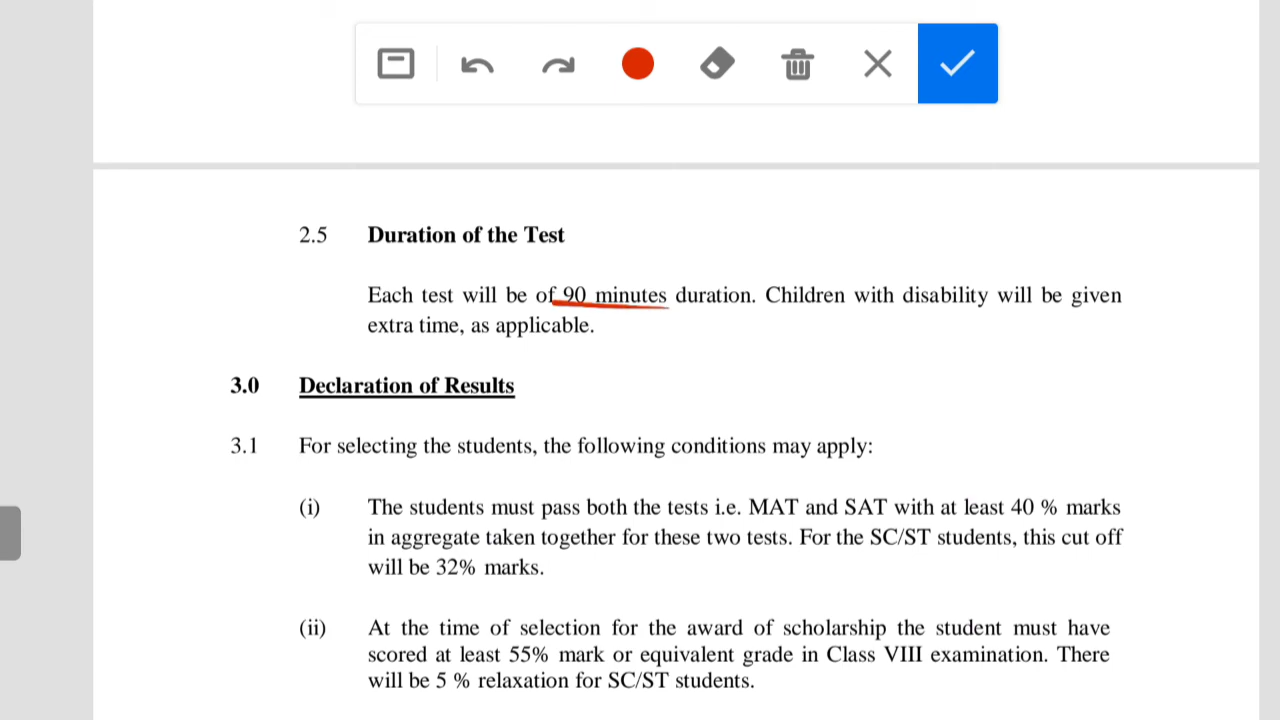 2.5 Duration of the Test
Each test will be of 90 minutes duration. Children with disability will be given
extra time, as applicable.
3.0 Declaration of Results
3.1 For selecting the students, the following conditions may apply:
(i) The students must pass both the tests i.e. MAT and SAT with at least 40 % marks
in aggregate taken together for these two tests. For the SC/ST students, this cut off
will be 32% marks.
(ii) At the time of selection for the award of scholarship the student must have
scored at least 55% mark or equivalent grade in Class VIII examination. There
will be 5 % relaxation for SC/ST students.